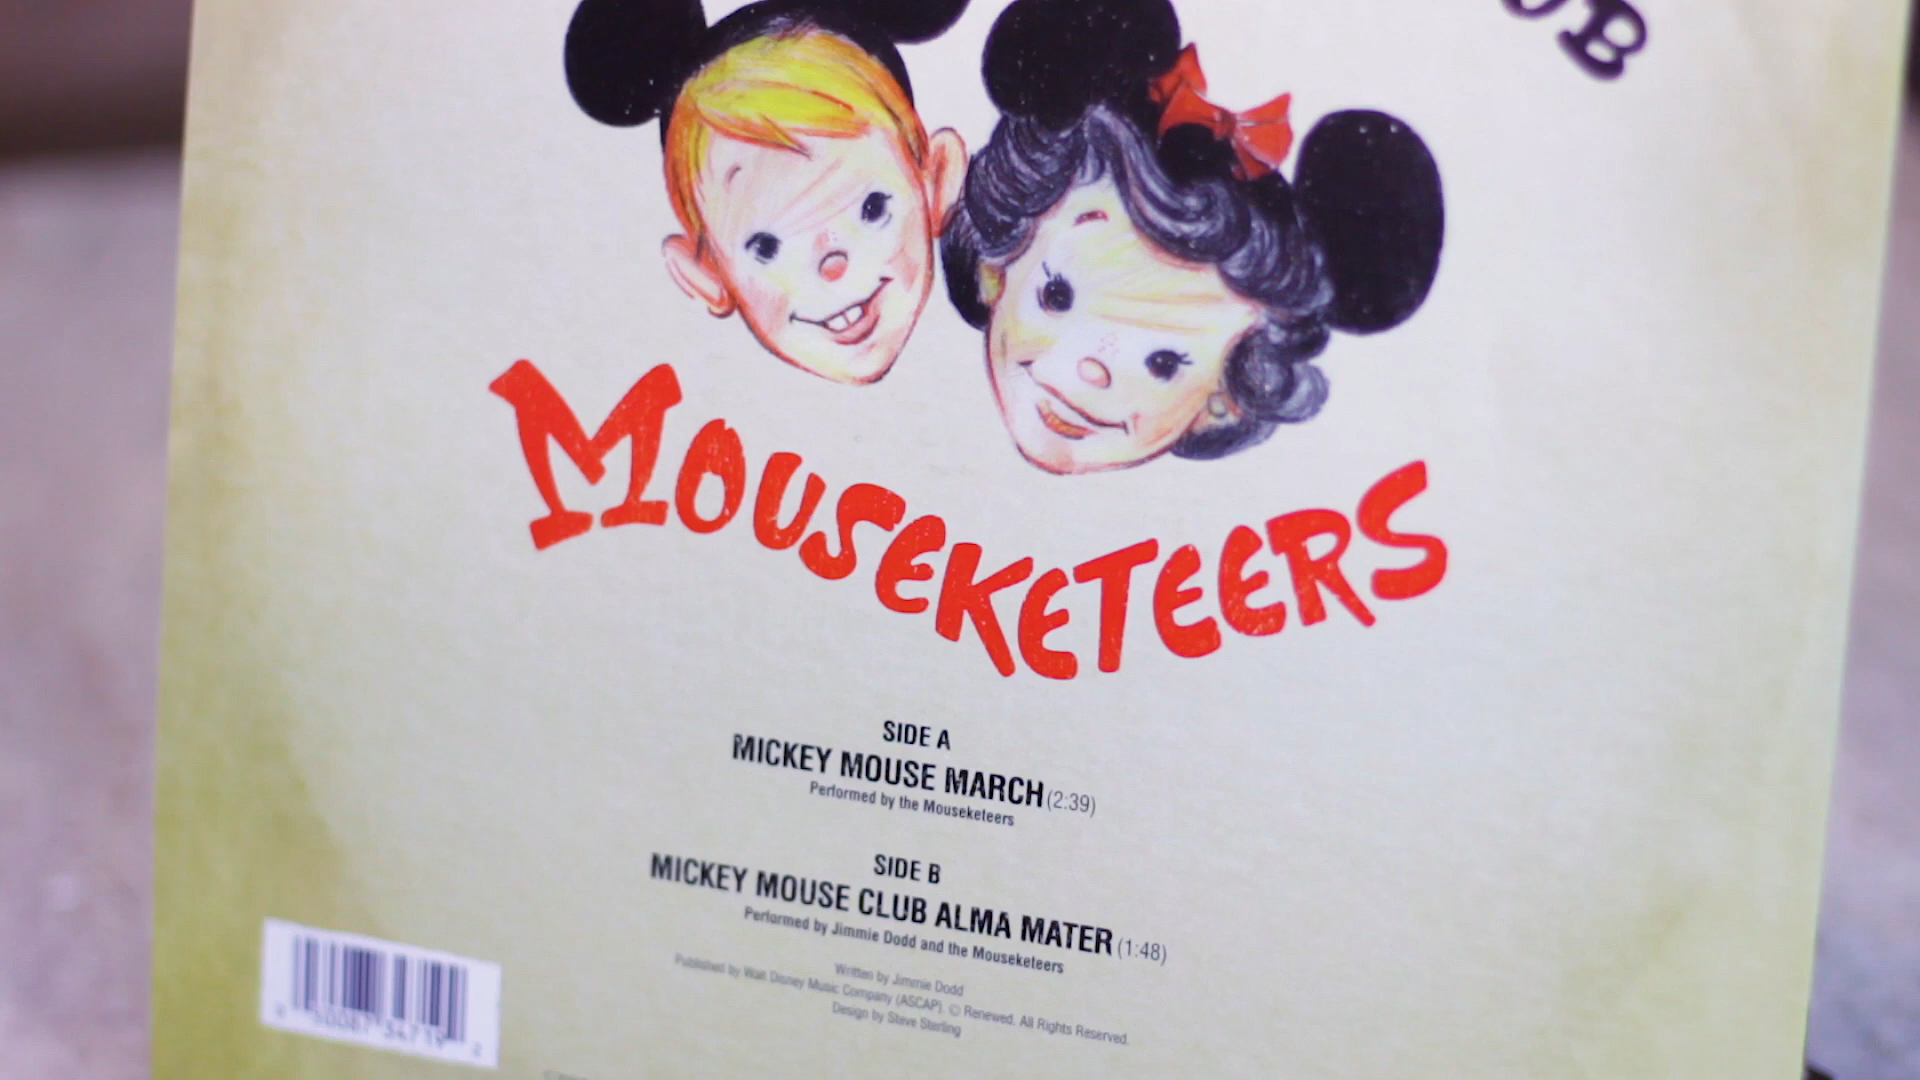 UB
MOUSEKETEERS
SIDE A
MICKEY MOUSE MARCH (2:39)
Performed by the Mouseketeers
SIDE B
MICKEY MOUSE CLUB ALMA MATER (1:48)
Performed by Jimmie Dodd and the Mouseketeers
Written by Jimmie Dodd
Published by Walt Disney Music Company (ASCAP). © Renewed. All Rights Reserved.
Design by Steve Sterling